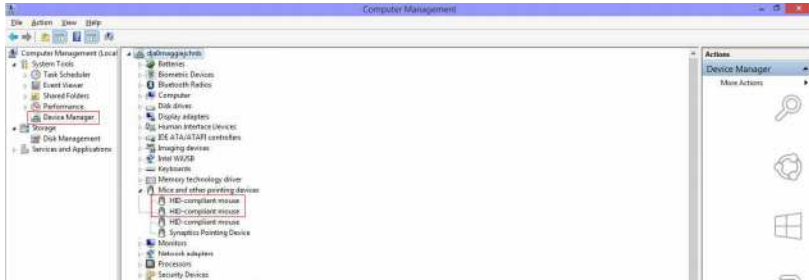 Computer Management
File Action View Help
Computer Management (Local
System Tools
Task Scheduler
Event Viewer
Shared Folders
Performance
Device Manager
Storage
Disk Management
Services and Applications
Batteries
Biometric Devices
Bluetooth Radios
Computer
Disk drives
Display adapters
Human Interface Devices
IDE ATA/ATAPI controllers
Imaging devices
Intel WiUSB
Keyboards
Memory technology driver
Mice and other pointing devices
HID-compliant mouse
HID-compliant mouse
HID-compliant mouse
Synaptics Pointing Device
Monitors
Network adapters
Processors
Security Devices
Actions
Device Manager
More Actions